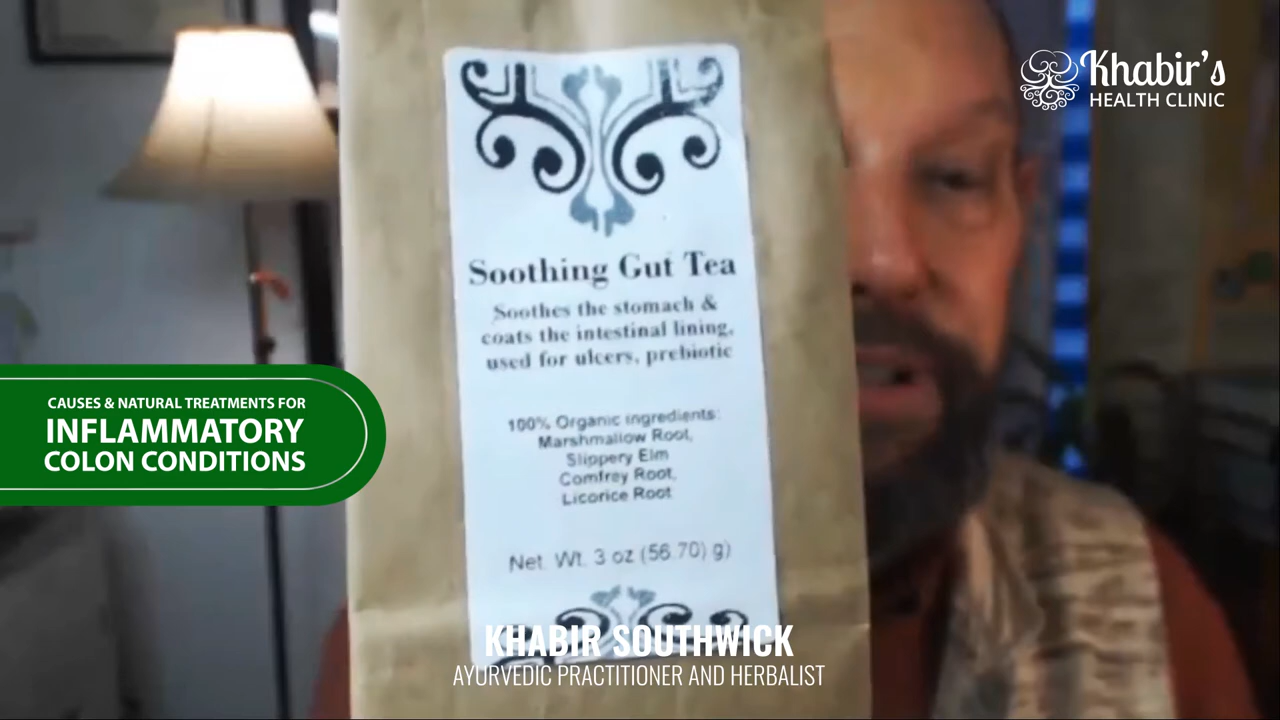 Khabir's
HEALTH CLINIC
Soothing Gut Tea
Soothes the stomach &
coats the intestinal lining,
used for ulcers, prebiotic
100% Organic ingredients:
Marshmallow Root,
Slippery Elm
Comfrey Root,
Licorice Root
Net. Wt. 3 oz (56.70) g)
CAUSES & NATURAL TREATMENTS FOR
INFLAMMATORY
COLON CONDITIONS
KHABIR SOUTHWICK
AYURVEDIC PRACTITIONER AND HERBALIST